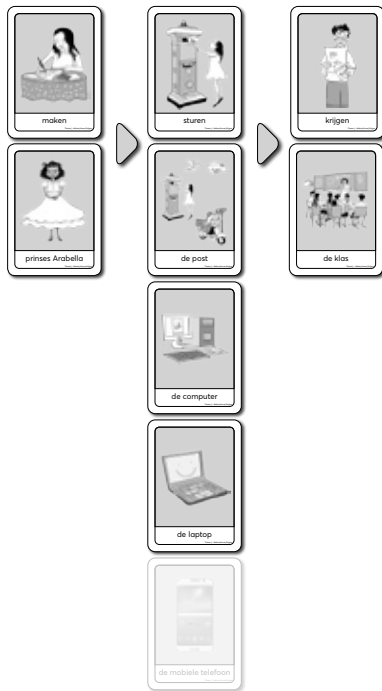 maken
sturen
krijgen
prinses Arabella
de post
de klas
de computer
de laptop
de mobiele telefoon